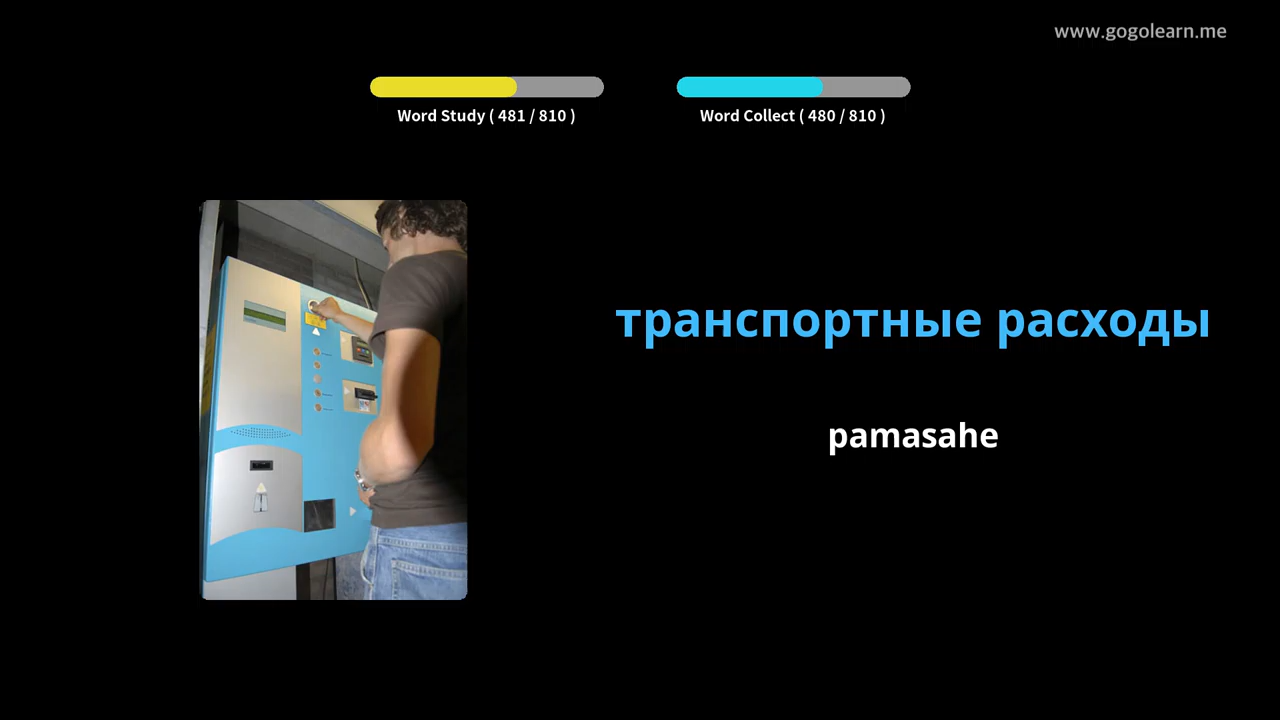 www.gogolearn.me
Word Study ( 481 / 810 )
Word Collect ( 480 / 810 )
транспортные расходы
pamasahe